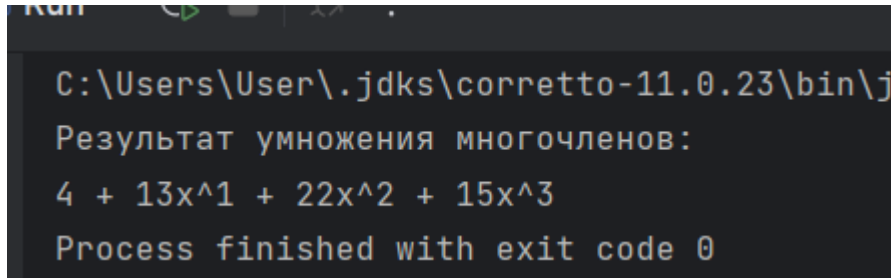 Run
C:\Users\User\.jdks\corretto-11.0.23\bin\j
Результат умножения многочленов:
4 + 13x^1 + 22x^2 + 15x^3
Process finished with exit code 0